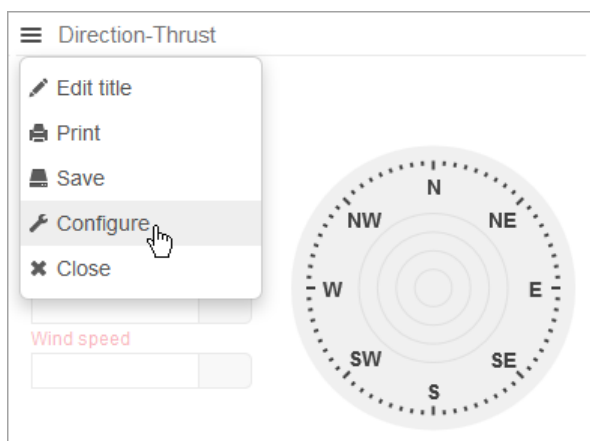 Direction-Thrust
Edit title
Print
Save
Configure
Close
Wind speed
N
NW NE
W E
SW SE
S